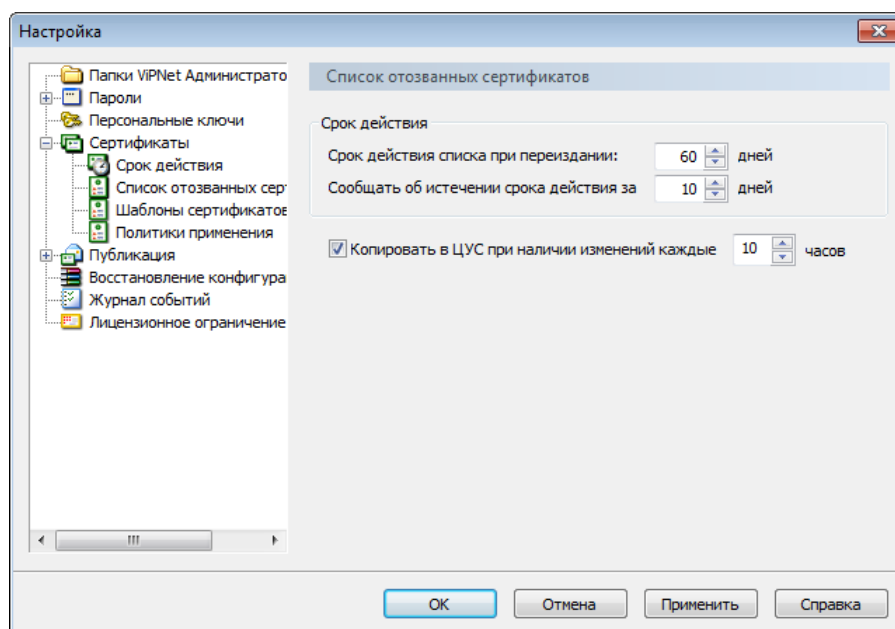 Настройка
Папки ViPNet Администрато
Пароли
Персональные ключи
Сертификаты
Срок действия
Список отозванных сер
Шаблоны сертификатов
Политики применения
Публикация
Восстановление конфигура
Журнал событий
Лицензионное ограничение
Список отозванных сертификатов
Срок действия
Срок действия списка при переиздании: 60 дней
Сообщать об истечении срока действия за 10 дней
Копировать в ЦУС при наличии изменений каждые 10 часов
ОК Отмена Применить Справка